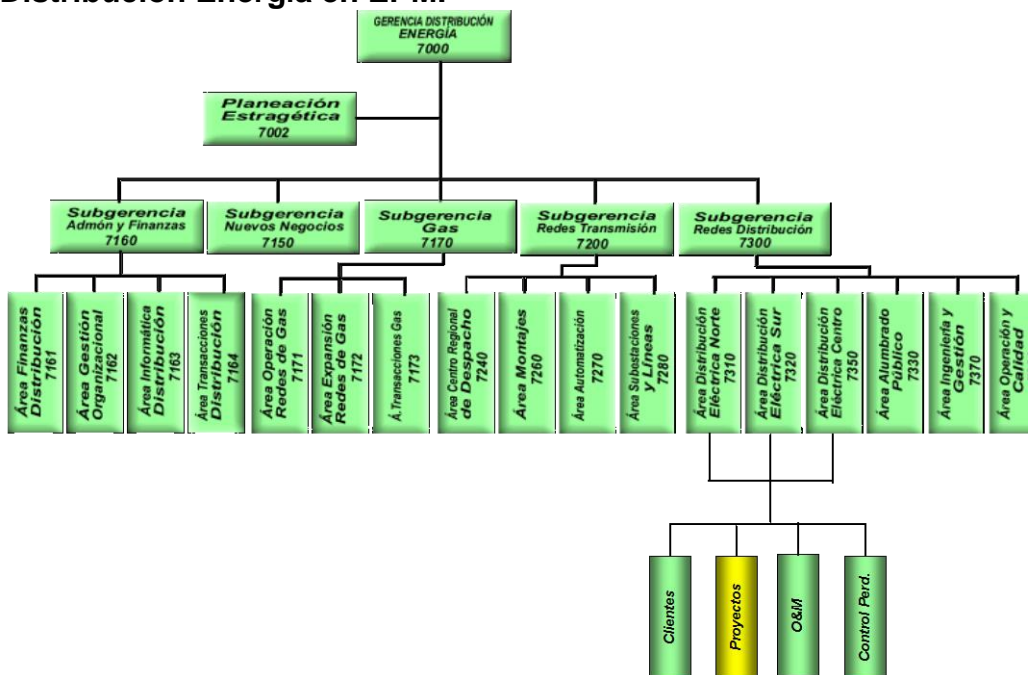 Distribución Energía en EPM.
GERENCIA DISTRIBUCIÓN
ENERGÍA
7000
Planeación
Estragética
7002
Subgerencia
Admón y Finanzas
7160
Subgerencia
Nuevos Negocios
7150
Subgerencia
Gas
7170
Subgerencia
Redes Transmisión
7200
Subgerencia
Redes Distribución
7300
Área Finanzas
Distribución
7161
Área Gestión
Organizacional
7162
Área Informática
Distribución
7163
Área Transacciones
Distribución
7164
Área Operación
Redes de Gas
7171
Área Expansión
Redes de Gas
7172
Á.Transacciones Gas
7173
Área Centro Regional
de Despacho
7240
Área Montajes
7260
Área Automatización
7270
Área Subostaciones
y Líneas
7280
Área Distribución
Eléctrica Norte
7310
Área Distribución
Eléctrica Sur
7320
Área Distribución
Eléctrica Centro
7350
Área Alumbrado
Público
7330
Área Ingeniería y
Gestión
7370
Área Operación y
Calidad
Clientes
Proyectos
O&M
Control Perd.